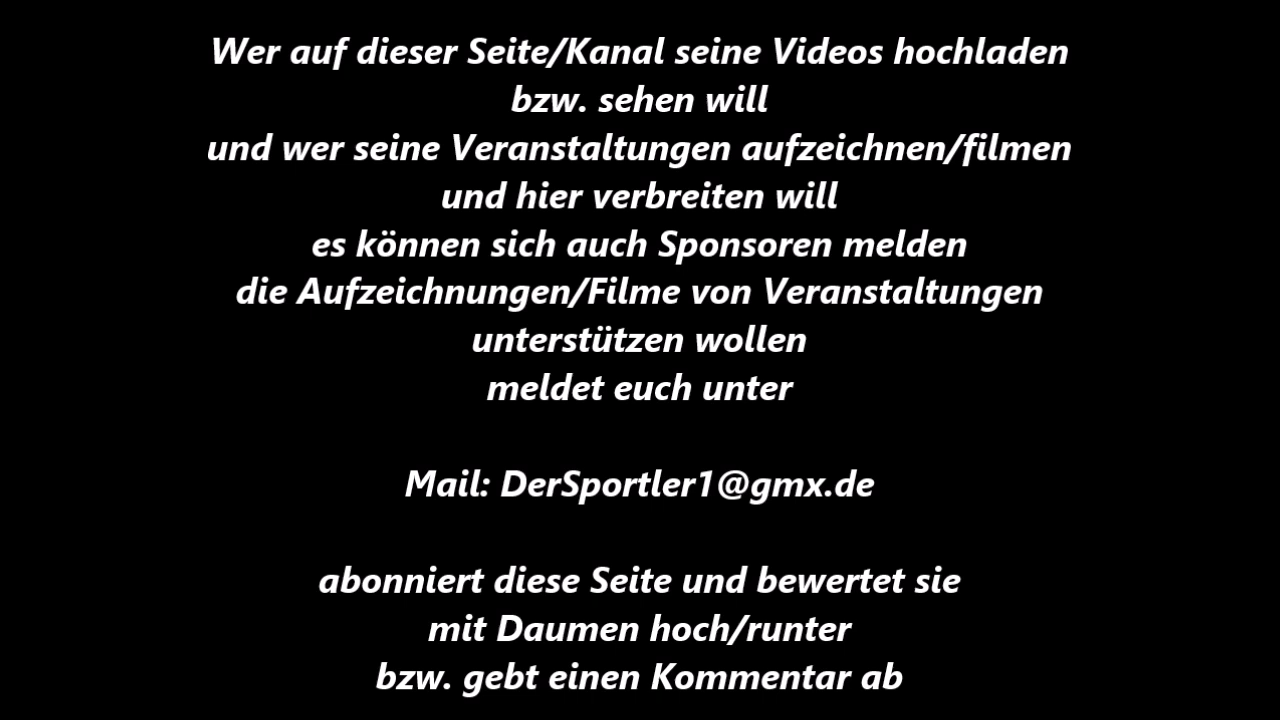 Wer auf dieser Seite/Kanal seine Videos hochladen
bzw. sehen will
und wer seine Veranstaltungen aufzeichnen/filmen
und hier verbreiten will
es können sich auch Sponsoren melden
die Aufzeichnungen/Filme von Veranstaltungen
unterstützen wollen
meldet euch unter
Mail: DerSportler1@gmx.de
abonniert diese Seite und bewertet sie
mit Daumen hoch/runter
bzw. gebt einen Kommentar ab